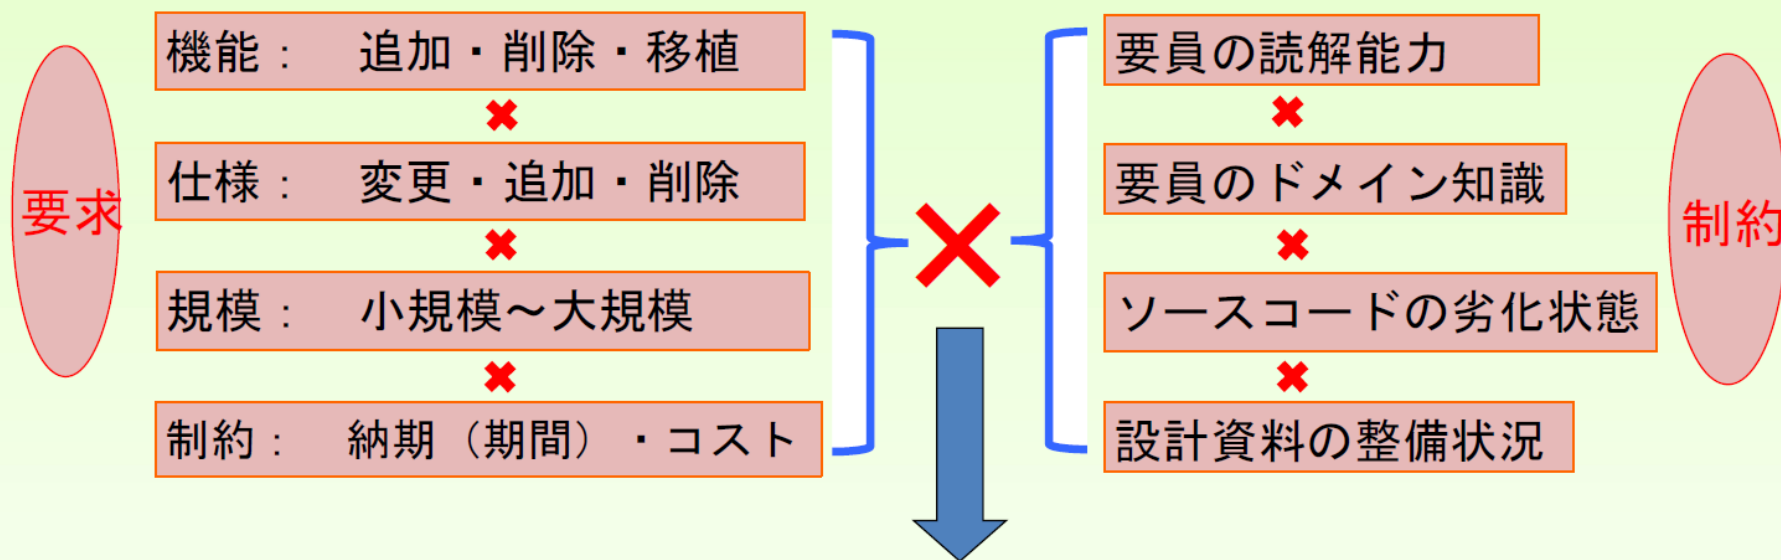 要求
機能： 追加・削除・移植
仕様： 変更・追加・削除
規模： 小規模～大規模
制約： 納期（期間）・コスト
要員の読解能力
要員のドメイン知識
ソースコードの劣化状態
設計資料の整備状況
制約